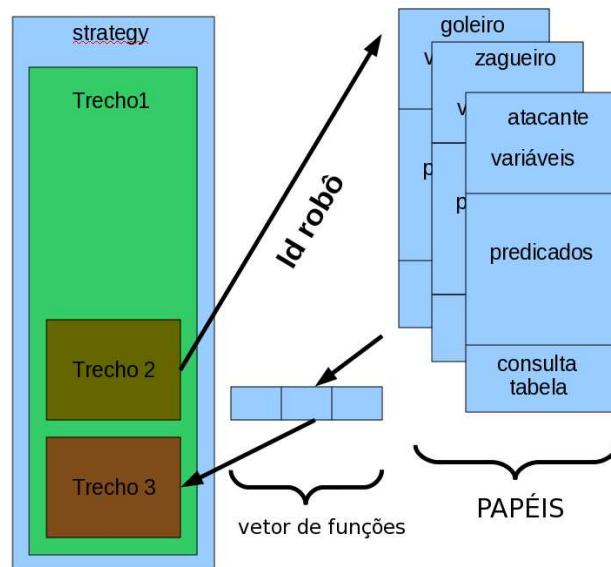 strategy
Trecho1
Trecho 2
Trecho 3
Id robô
goleiro
v
p
zagueiro
v
p
atacante
variáveis
predicados
consulta
tabela
vetor de funções
PAPÉIS